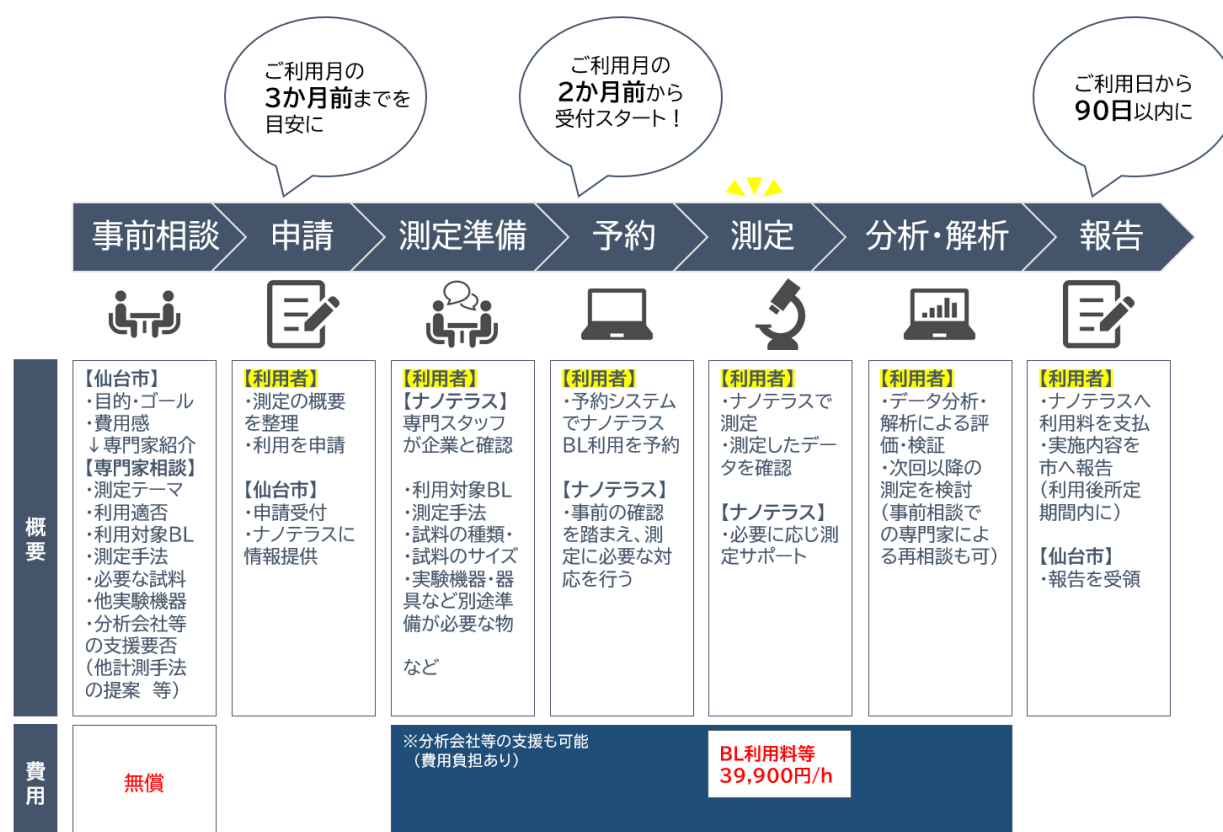 ご利用月の
3か月前までを
目安に
ご利用月の
2か月前から
受付スタート！
ご利用日から
90日以内に
事前相談
申請
測定準備
予約
測定
分析・解析
報告
概要
【仙台市】
・目的・ゴール
・費用感
↓専門家紹介
【専門家相談】
・測定テーマ
・利用適否
・利用対象BL
・測定手法
・必要な試料
・他実験機器
・分析会社等
の支援要否
（他計測手法
の提案　等）
【利用者】
・測定の概要
を整理
・利用を申請
【仙台市】
・申請受付
・ナノテラスに
情報提供
【利用者】
【ナノテラス】
専門スタッフ
が企業と確認
・利用対象BL
・測定手法
・試料の種類・
・試料のサイズ
・実験機器・器
具など別途準
備が必要な物
など
【利用者】
・予約システム
でナノテラス
BL利用を予約
【ナノテラス】
・事前の確認
を踏まえ、測
定に必要な対
応を行う
【利用者】
・ナノテラスで
測定
・測定したデー
タを確認
【ナノテラス】
・必要に応じ測
定サポート
【利用者】
・データ分析・
解析による評
価・検証
・次回以降の
測定を検討
（事前相談で
の専門家によ
る再相談も可）
【利用者】
・ナノテラスへ
利用料を支払
・実施内容を
市へ報告
（利用後所定
期間内に）
【仙台市】
・報告を受領
費用
無償
※分析会社等の支援も可能
（費用負担あり）
BL利用料等
39,900円/h